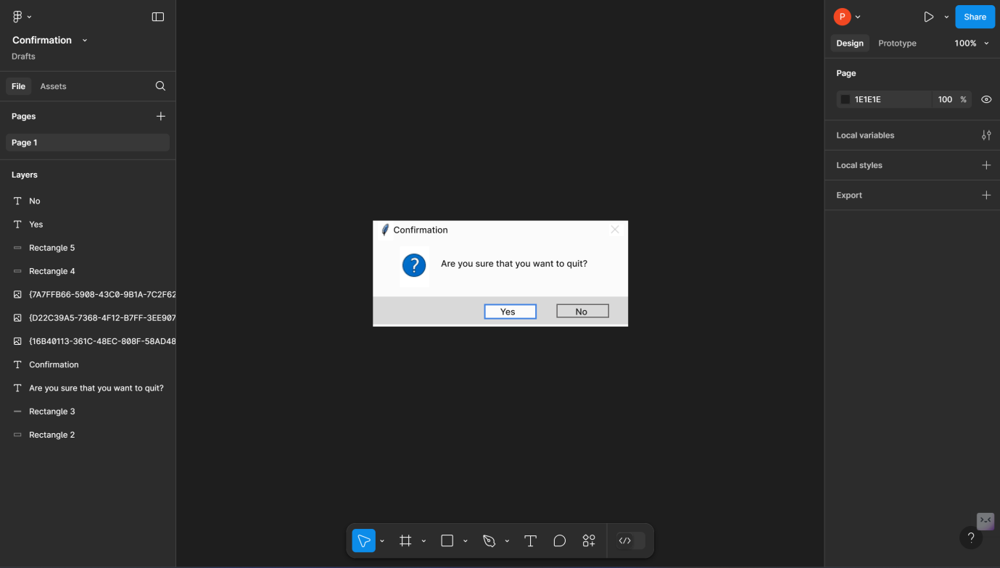 Confirmation
Drafts
File
Assets
Pages
Page 1
Layers
No
Yes
Rectangle 5
Rectangle 4
{7A7FFB66-5908-43C0-9B1A-7C2F62
{D22C39A5-7368-4F12-B7FF-3EE907
{16B40113-361C-48EC-808F-58AD48
Confirmation
Are you sure that you want to quit?
Rectangle 3
Rectangle 2
Confirmation
?
Are you sure that you want to quit?
Yes
No
P
Share
Design
Prototype
100%
Page
1E1E1E
100 %
Local variables
Local styles
Export
?